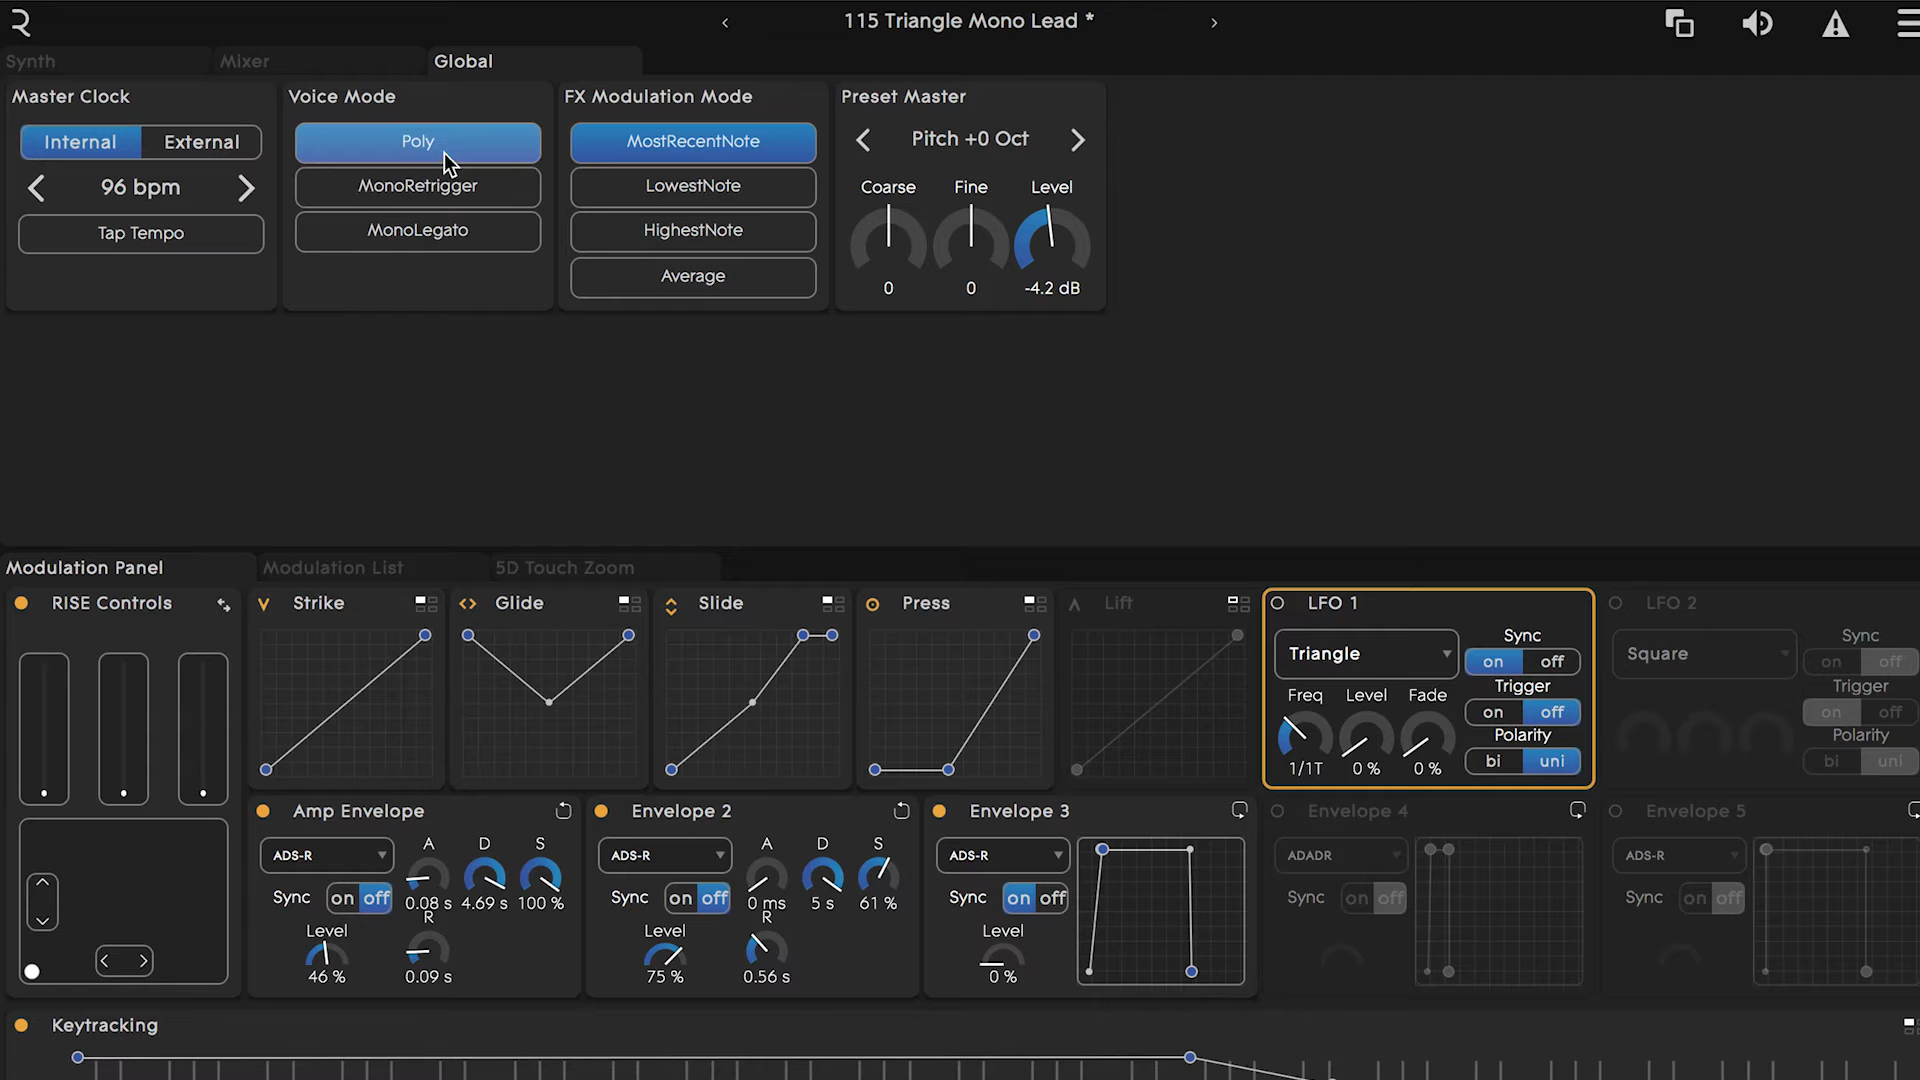 115 Triangle Mono Lead *
Synth
Mixer
Global
Master Clock
Internal
External
96 bpm
Tap Tempo
Voice Mode
Poly
MonoRetrigger
MonoLegato
FX Modulation Mode
MostRecentNote
LowestNote
HighestNote
Average
Preset Master
Pitch +0 Oct
Coarse Fine Level
0 0 -4.2 dB
Modulation Panel
Modulation List
5D Touch Zoom
RISE Controls
Strike
Glide
Slide
Press
Lift
LFO 1
Triangle
Sync
on off
Trigger
on off
Polarity
bi uni
Freq Level Fade
1/1T 0 % 0 %
LFO 2
Square
Sync
on off
Trigger
on off
Polarity
bi uni
Amp Envelope
ADS-R
A D S
Sync on off
0.08 s 4.69 s 100 %
R
Level
46 % 0.09 s
Envelope 2
ADS-R
A D S
Sync on off
0 ms 5 s 61 %
R
Level
75 % 0.56 s
Envelope 3
ADS-R
Sync on off
Level
0 %
Envelope 4
ADADR
Sync on off
Envelope 5
ADS-R
Sync on off
Keytracking